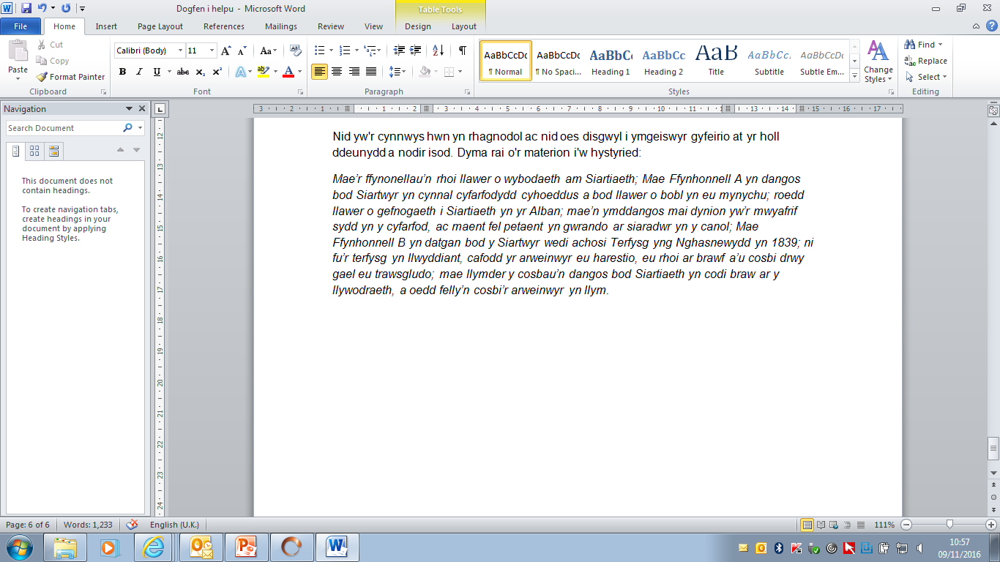 Dogfen i helpu - Microsoft Word
Table Tools
File Home Insert Page Layout References Mailings Review View Design Layout
Paste
Cut
Copy
Format Painter
Clipboard
Calibri (Body) 11
Font
Paragraph
AaBbCcDc AaBbCcDc AaBbCc AaBbCc AaB AaBbCc. AaBbCcDc
¶ Normal ¶ No Spaci... Heading 1 Heading 2 Title Subtitle Subtle Em...
Styles
Change
Styles
Find
Replace
Select
Editing
Navigation
Search Document
This document does not
contain headings.
To create navigation tabs,
create headings in your
document by applying
Heading Styles.
Nid yw'r cynnwys hwn yn rhagnodol ac nid oes disgwyl i ymgeiswyr gyfeirio at yr holl
ddeunydd a nodir isod. Dyma rai o'r materion i'w hystyried:
Mae’r ffynonellau’n rhoi llawer o wybodaeth am Siartiaeth; Mae Ffynhonnell A yn dangos
bod Siartwyr yn cynnal cyfarfodydd cyhoeddus a bod llawer o bobl yn eu mynychu; roedd
llawer o gefnogaeth i Siartiaeth yn yr Alban; mae’n ymddangos mai dynion yw’r mwyafrif
sydd yn y cyfarfod, ac maent fel petaent yn gwrando ar siaradwr yn y canol; Mae
Ffynhonnell B yn datgan bod y Siartwyr wedi achosi Terfysg yng Nghasnewydd yn 1839; ni
fu’r terfysg yn llwyddiant, cafodd yr arweinwyr eu harestio, eu rhoi ar brawf a’u cosbi drwy
gael eu trawsgludo; mae llymder y cosbau’n dangos bod Siartiaeth yn codi braw ar y
llywodraeth, a oedd felly’n cosbi’r arweinwyr yn llym.
Page: 6 of 6 Words: 1,233 English (U.K.) 111%
10:57
09/11/2016